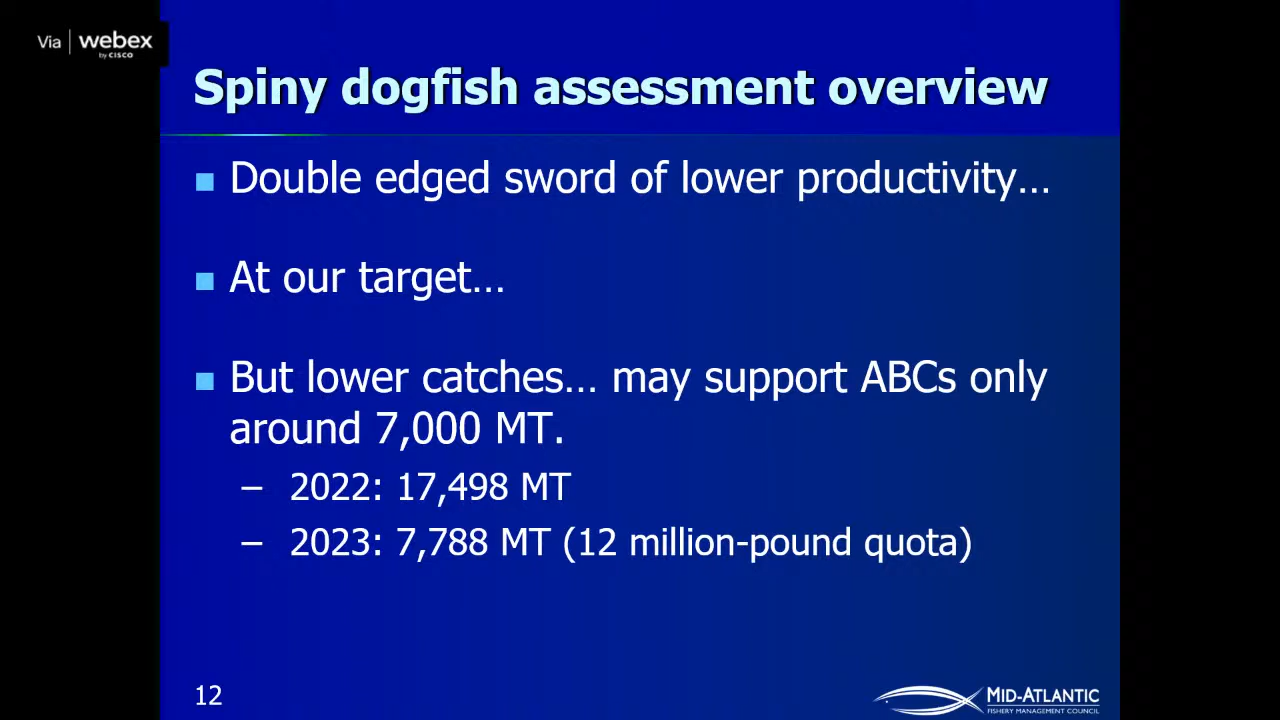 Via | webex
by CISCO
Spiny dogfish assessment overview
Double edged sword of lower productivity…
At our target…
But lower catches… may support ABCs only
around 7,000 MT.
– 2022: 17,498 MT
– 2023: 7,788 MT (12 million-pound quota)
12
MID-ATLANTIC
FISHERY MANAGEMENT COUNCIL